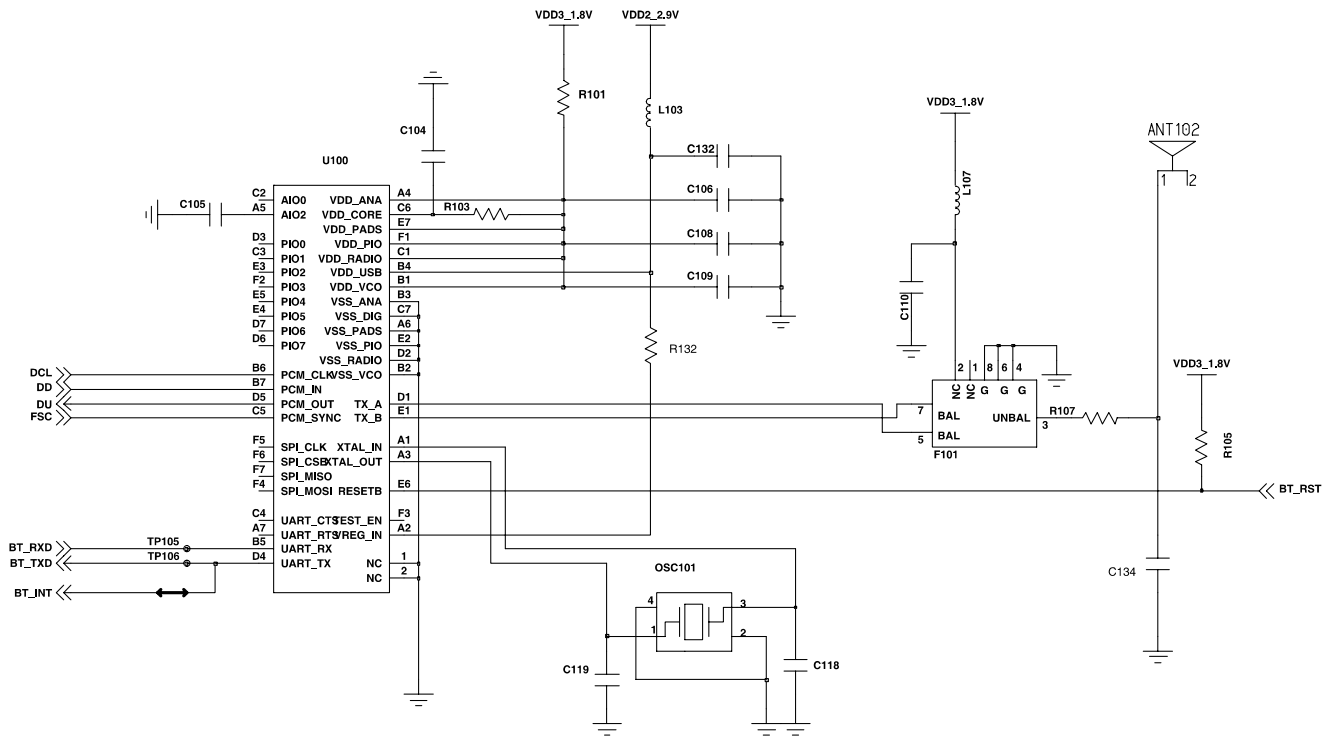 VDD3_1.8V VDD2_2.9V
R101
L103
VDD3_1.8V
ANT102
1 2
C104
C132
L107
U100
C2 AIO0 VDD_ANA A4
C106
C105 A5 AIO2 VDD_CORE C6 R103
VDD_PADS E7
D3 PIO0 VDD_PIO F1 C108
C3 PIO1 VDD_RADIO C1
E3 PIO2 VDD_USB B4
F2 PIO3 VDD_VCO B1 C109
E5 PIO4 VSS_ANA B3
E4 PIO5 VSS_DIG C7
D7 PIO6 VSS_PADS A6
D6 PIO7 VSS_PIO E2
VSS_RADIO D2
C110
R132
DCL B6 PCM_CLK VSS_VCO B2
DD B7 PCM_IN
DU D5 PCM_OUT TX_A D1
FSC C5 PCM_SYNC TX_B E1
2 1 8 6 4
NC NC G G G
7 BAL UNBAL 3 R107
5 BAL
F101
VDD3_1.8V
R105
F5 SPI_CLK XTAL_IN A1
F6 SPI_CSB XTAL_OUT A3
F7 SPI_MISO
F4 SPI_MOSI RESETB E6 BT_RST
C4 UART_CTS TEST_EN F3
A7 UART_RTS VREG_IN A2
BT_RXD TP105 B5 UART_RX
BT_TXD TP106 D4 UART_TX NC 1
NC 2
BT_INT
OSC101
4 3
1 2
C134
C119 C118